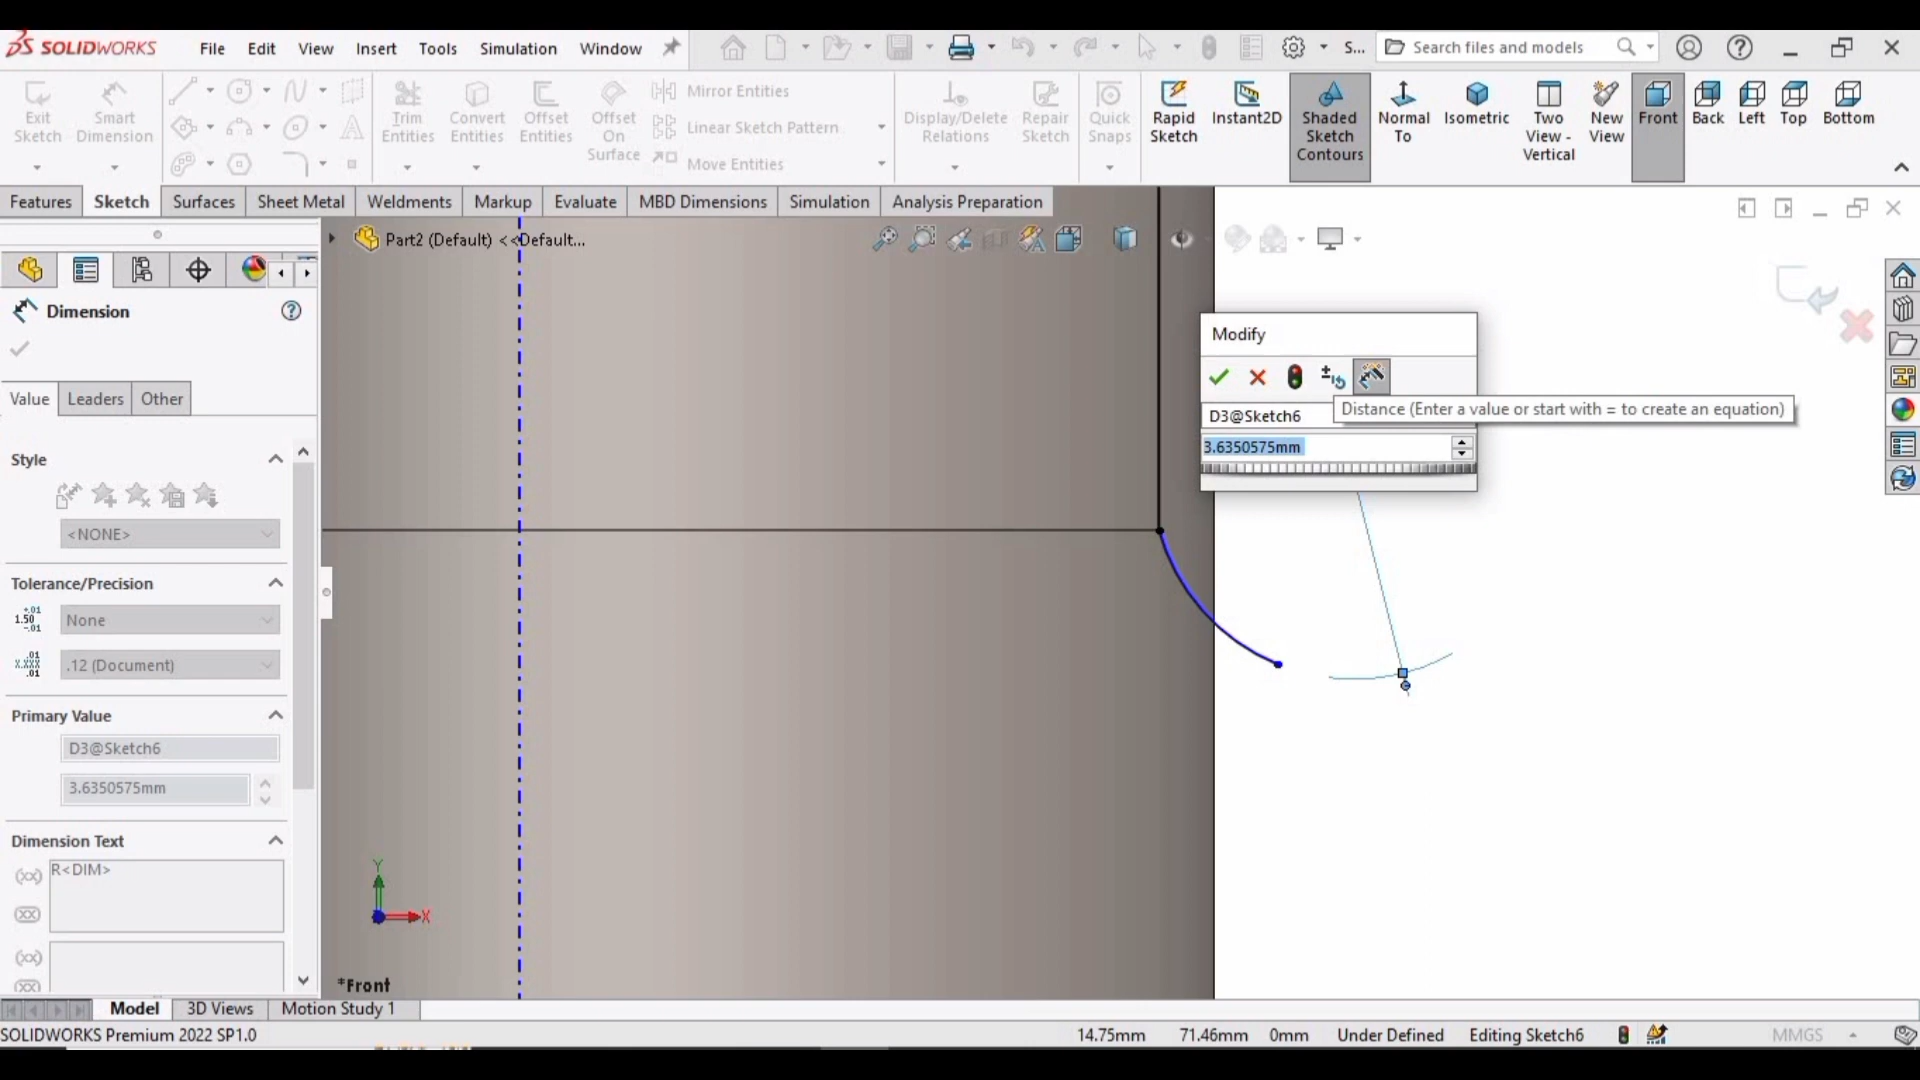 SOLIDWORKS File Edit View Insert Tools Simulation Window S... Search files and models
Exit Sketch
Smart Dimension
Trim Entities
Convert Entities
Offset Entities
Offset On Surface
Mirror Entities
Linear Sketch Pattern
Move Entities
Display/Delete Relations
Repair Sketch
Quick Snaps
Rapid Sketch
Instant2D
Shaded Sketch Contours
Normal To
Isometric
Two View - Vertical
New View
Front
Back
Left
Top
Bottom
Features Sketch Surfaces Sheet Metal Weldments Markup Evaluate MBD Dimensions Simulation Analysis Preparation
Part2 (Default) <<Default...
Dimension
Value Leaders Other
Style
<NONE>
Tolerance/Precision
None
.12 (Document)
Primary Value
D3@Sketch6
3.6350575mm
Dimension Text
R<DIM>
Modify
D3@Sketch6
Distance (Enter a value or start with = to create an equation)
3.6350575mm
Y
X
*Front
Model 3D Views Motion Study 1
SOLIDWORKS Premium 2022 SP1.0 14.75mm 71.46mm 0mm Under Defined Editing Sketch6 MMGS